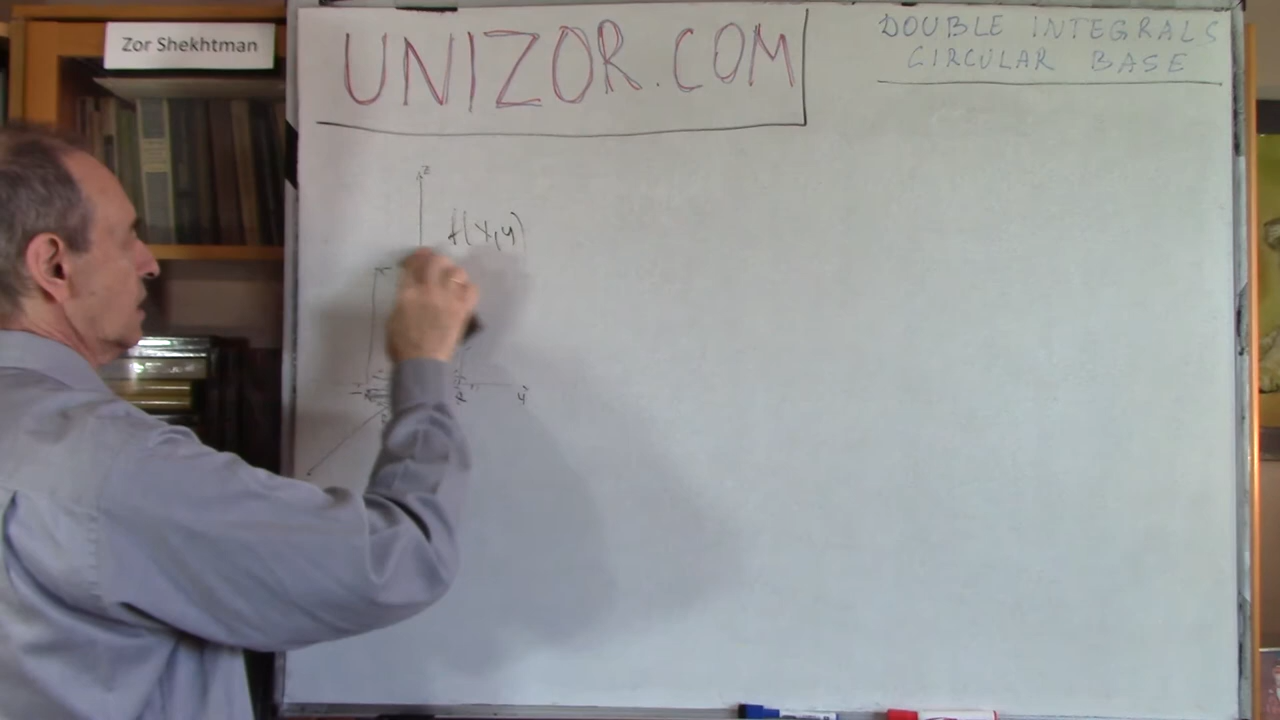 Zor Shekhtman
UNIZOR.COM
DOUBLE INTEGRALS
CIRCULAR BASE
z
f(x,y)
y